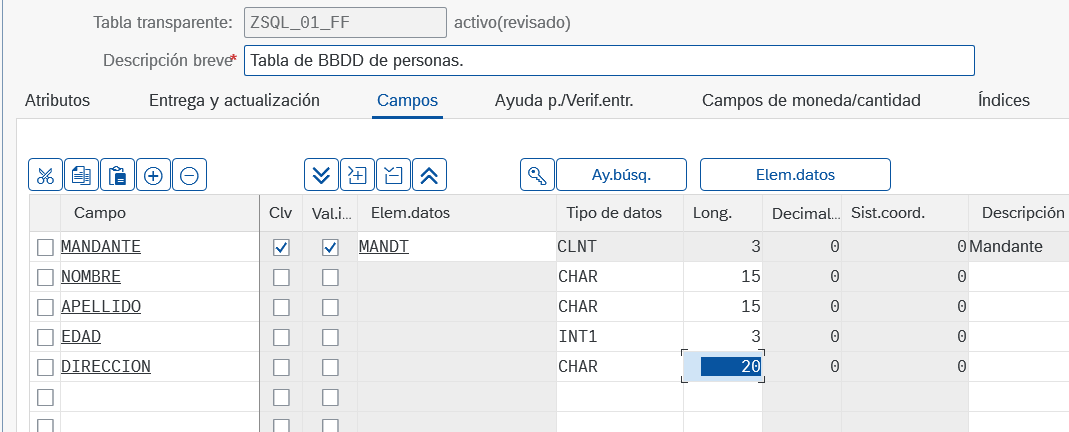 Tabla transparente: ZSQL_01_FF activo(revisado)
Descripción breve* Tabla de BBDD de personas.
Atributos Entrega y actualización Campos Ayuda p./Verif.entr. Campos de moneda/cantidad Índices
Ay.búsq. Elem.datos
Campo Clv Val.i... Elem.datos Tipo de datos Long. Decimal... Sist.coord. Descripción
MANDANTE MANDT CLNT 3 0 0 Mandante
NOMBRE CHAR 15 0 0
APELLIDO CHAR 15 0 0
EDAD INT1 3 0 0
DIRECCION CHAR 20 0 0